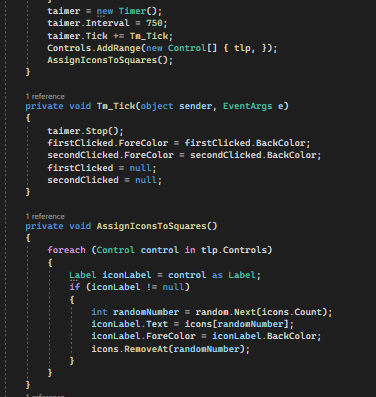 }
taimer = new Timer();
taimer.Interval = 750;
taimer.Tick += Tm_Tick;
Controls.AddRange(new Control[] { tlp, });
AssignIconsToSquares();
}
1 reference
private void Tm_Tick(object sender, EventArgs e)
{
taimer.Stop();
firstClicked.ForeColor = firstClicked.BackColor;
secondClicked.ForeColor = secondClicked.BackColor;
firstClicked = null;
secondClicked = null;
}
1 reference
private void AssignIconsToSquares()
{
foreach (Control control in tlp.Controls)
{
Label iconLabel = control as Label;
if (iconLabel != null)
{
int randomNumber = random.Next(icons.Count);
iconLabel.Text = icons[randomNumber];
iconLabel.ForeColor = iconLabel.BackColor;
icons.RemoveAt(randomNumber);
}
}
}
1 reference